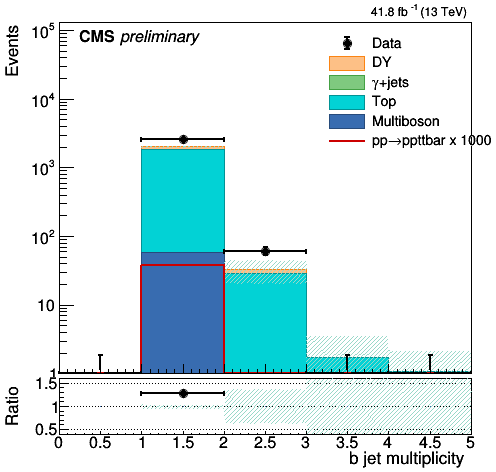 41.8 fb⁻¹ (13 TeV)
CMS preliminary
Events
10⁵
10⁴
10³
10²
10
1
Data
DY
γ+jets
Top
Multiboson
pp→ppttbar x 1000
Ratio
1.5
1
0.5
0 0.5 1 1.5 2 2.5 3 3.5 4 4.5 5
b jet multiplicity